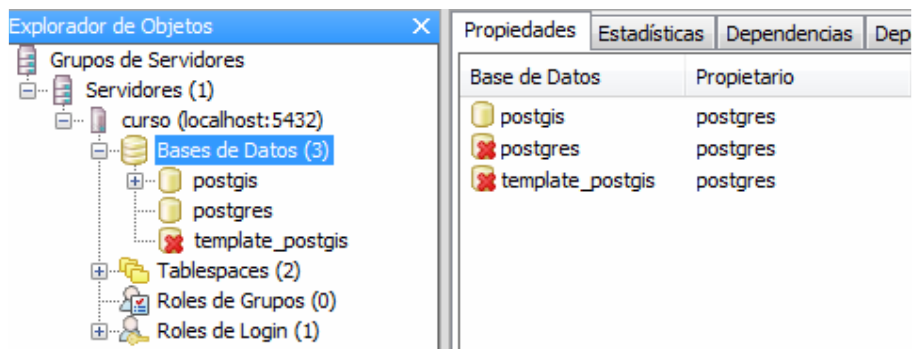 Explorador de Objetos
Grupos de Servidores
Servidores (1)
curso (localhost:5432)
Bases de Datos (3)
postgis
postgres
template_postgis
Tablespaces (2)
Roles de Grupos (0)
Roles de Login (1)
Propiedades Estadísticas Dependencias Dep
Base de Datos Propietario
postgis postgres
postgres postgres
template_postgis postgres